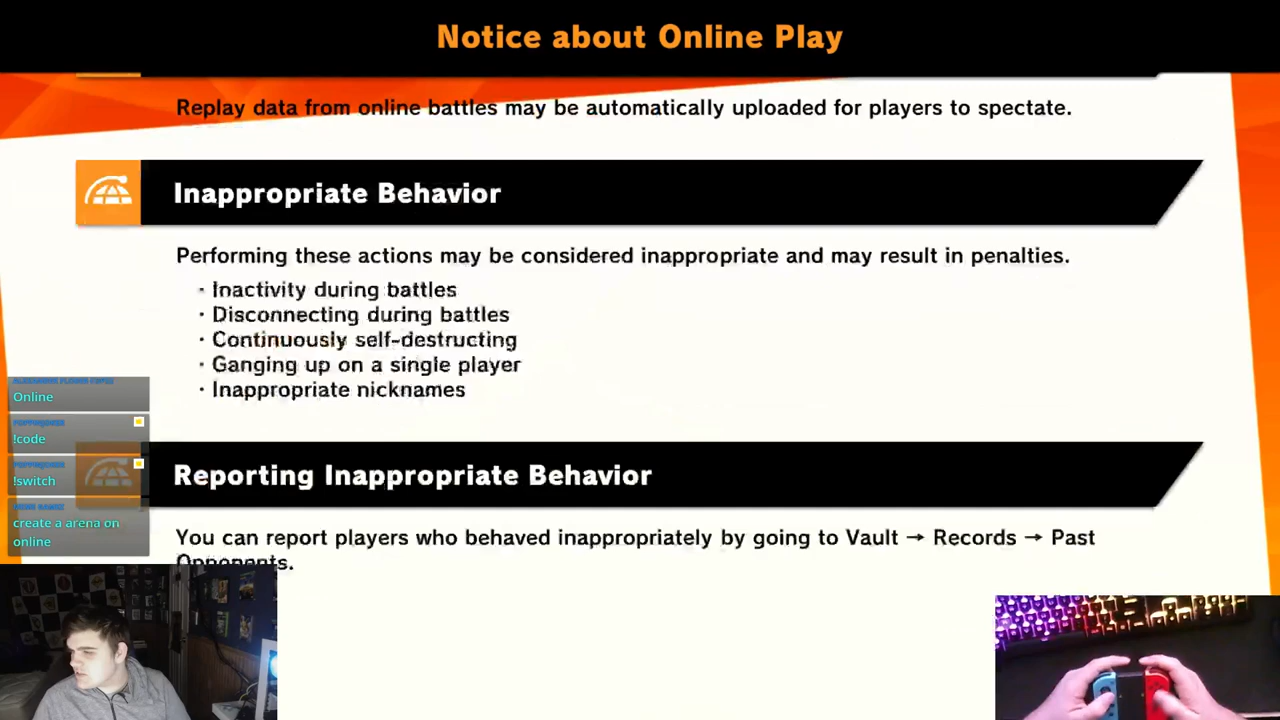 Notice about Online Play
Replay data from online battles may be automatically uploaded for players to spectate.
Inappropriate Behavior
Performing these actions may be considered inappropriate and may result in penalties.
· Inactivity during battles
· Disconnecting during battles
· Continuously self-destructing
· Ganging up on a single player
· Inappropriate nicknames
Online
!code
!switch
create a arena on
online
Reporting Inappropriate Behavior
You can report players who behaved inappropriately by going to Vault → Records → Past
Opponents.